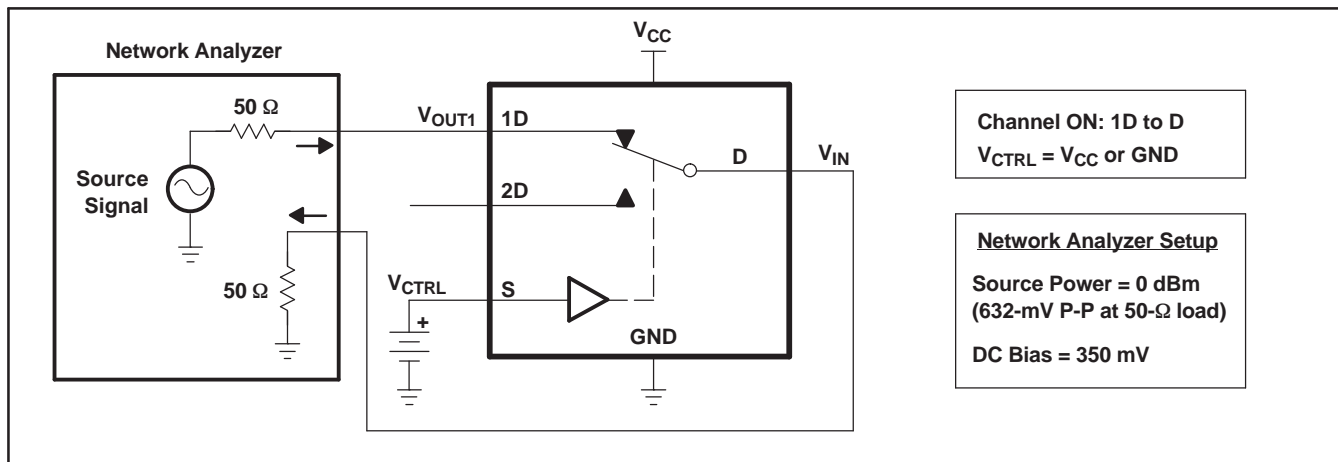 Network Analyzer
50 Ω
Source
Signal
50 Ω
VCC
VOUT1
1D
2D
D
VIN
VCTRL
S
+
GND
Channel ON: 1D to D
VCTRL = VCC or GND
Network Analyzer Setup
Source Power = 0 dBm
(632-mV P-P at 50-Ω load)
DC Bias = 350 mV